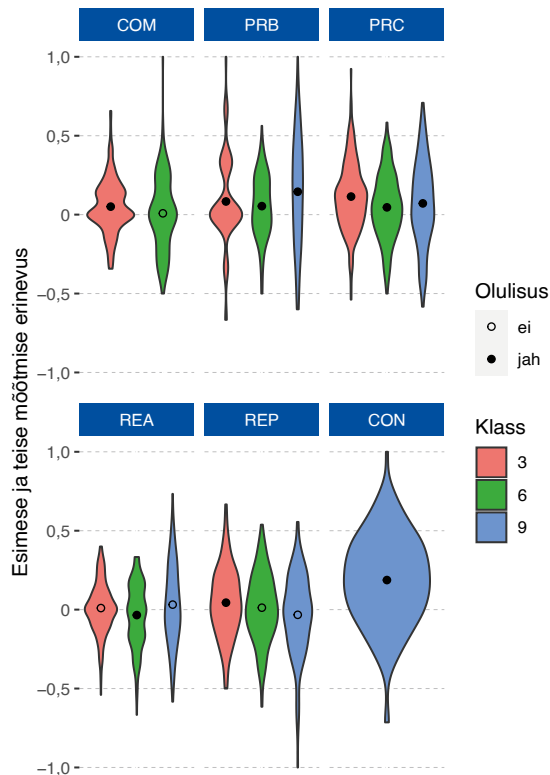 COM PRB PRC
1,0
0,5
0
−0,5
−1,0
REA REP CON
1,0
0,5
0
−0,5
−1,0
Esimese ja teise mõõtmise erinevus
Olulisus
ei
jah
Klass
3
6
9